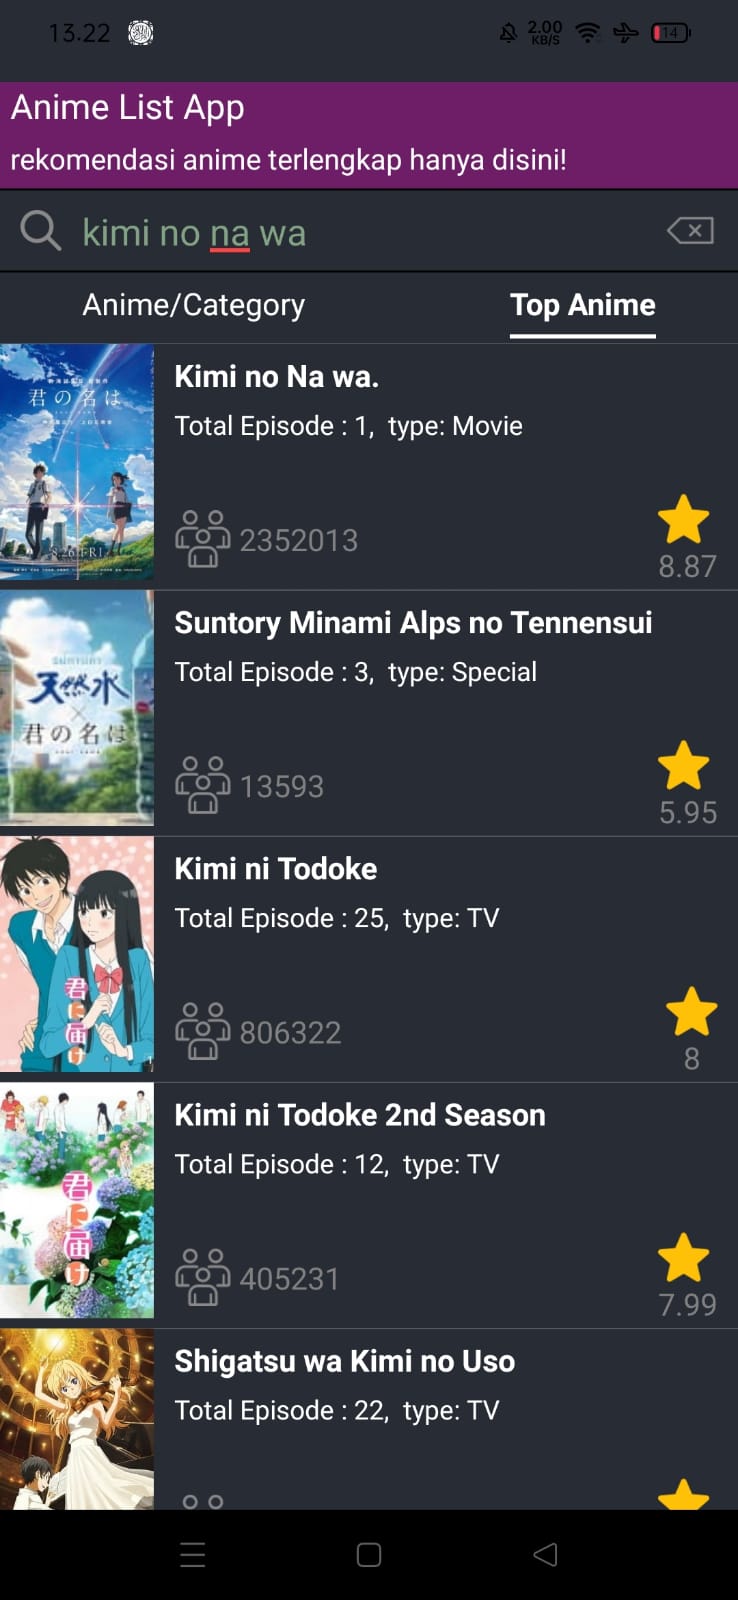 13.22
2.00
KB/S
14
Anime List App
rekomendasi anime terlengkap hanya disini!
kimi no na wa
Anime/Category
Top Anime
君の名は
8.26 FRI
Kimi no Na wa.
Total Episode : 1,  type: Movie
2352013
8.87
SUNTORY
天然水
×
君の名は
Suntory Minami Alps no Tennensui
Total Episode : 3,  type: Special
13593
5.95
君に届け
Kimi ni Todoke
Total Episode : 25,  type: TV
806322
8
君に届け
Kimi ni Todoke 2nd Season
Total Episode : 12,  type: TV
405231
7.99
Shigatsu wa Kimi no Uso
Total Episode : 22,  type: TV